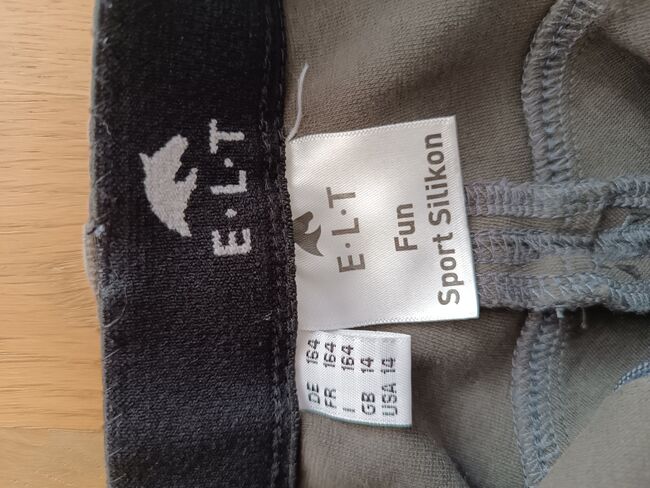 E·L·T
E·L·T
Fun
Sport Silikon
DE 164
FR 164
I 164
GB 14
USA 14